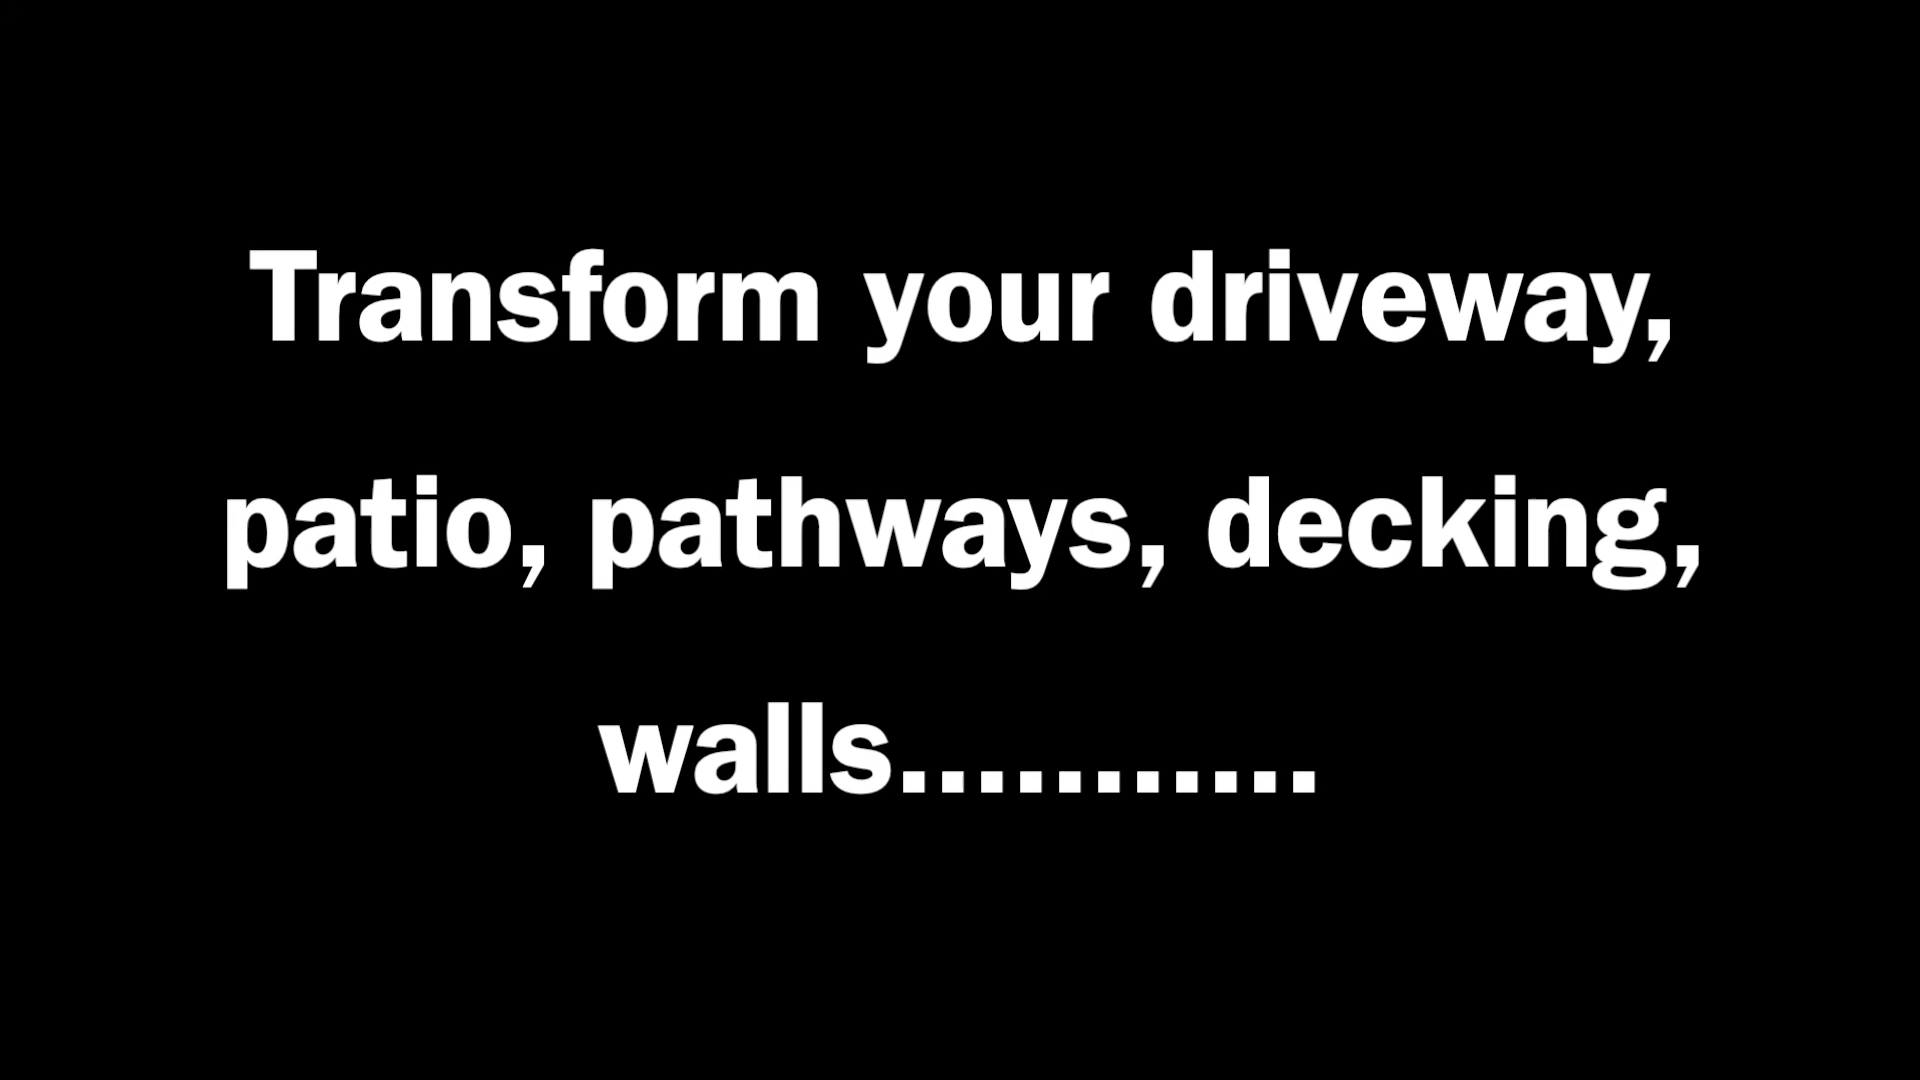 Transform your driveway,
patio, pathways, decking,
walls...........